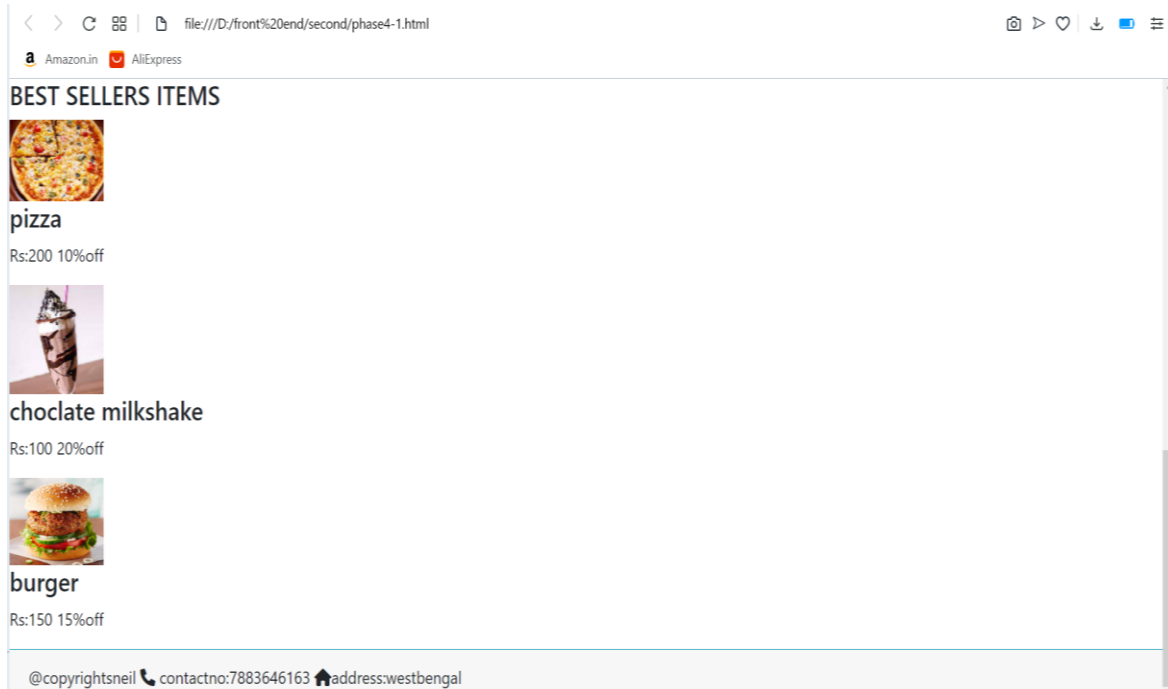 file:///D:/front%20end/second/phase4-1.html
a Amazon.in AliExpress
BEST SELLERS ITEMS
pizza
Rs:200 10%off
choclate milkshake
Rs:100 20%off
burger
Rs:150 15%off
@copyrightsneil contactno:7883646163 address:westbengal